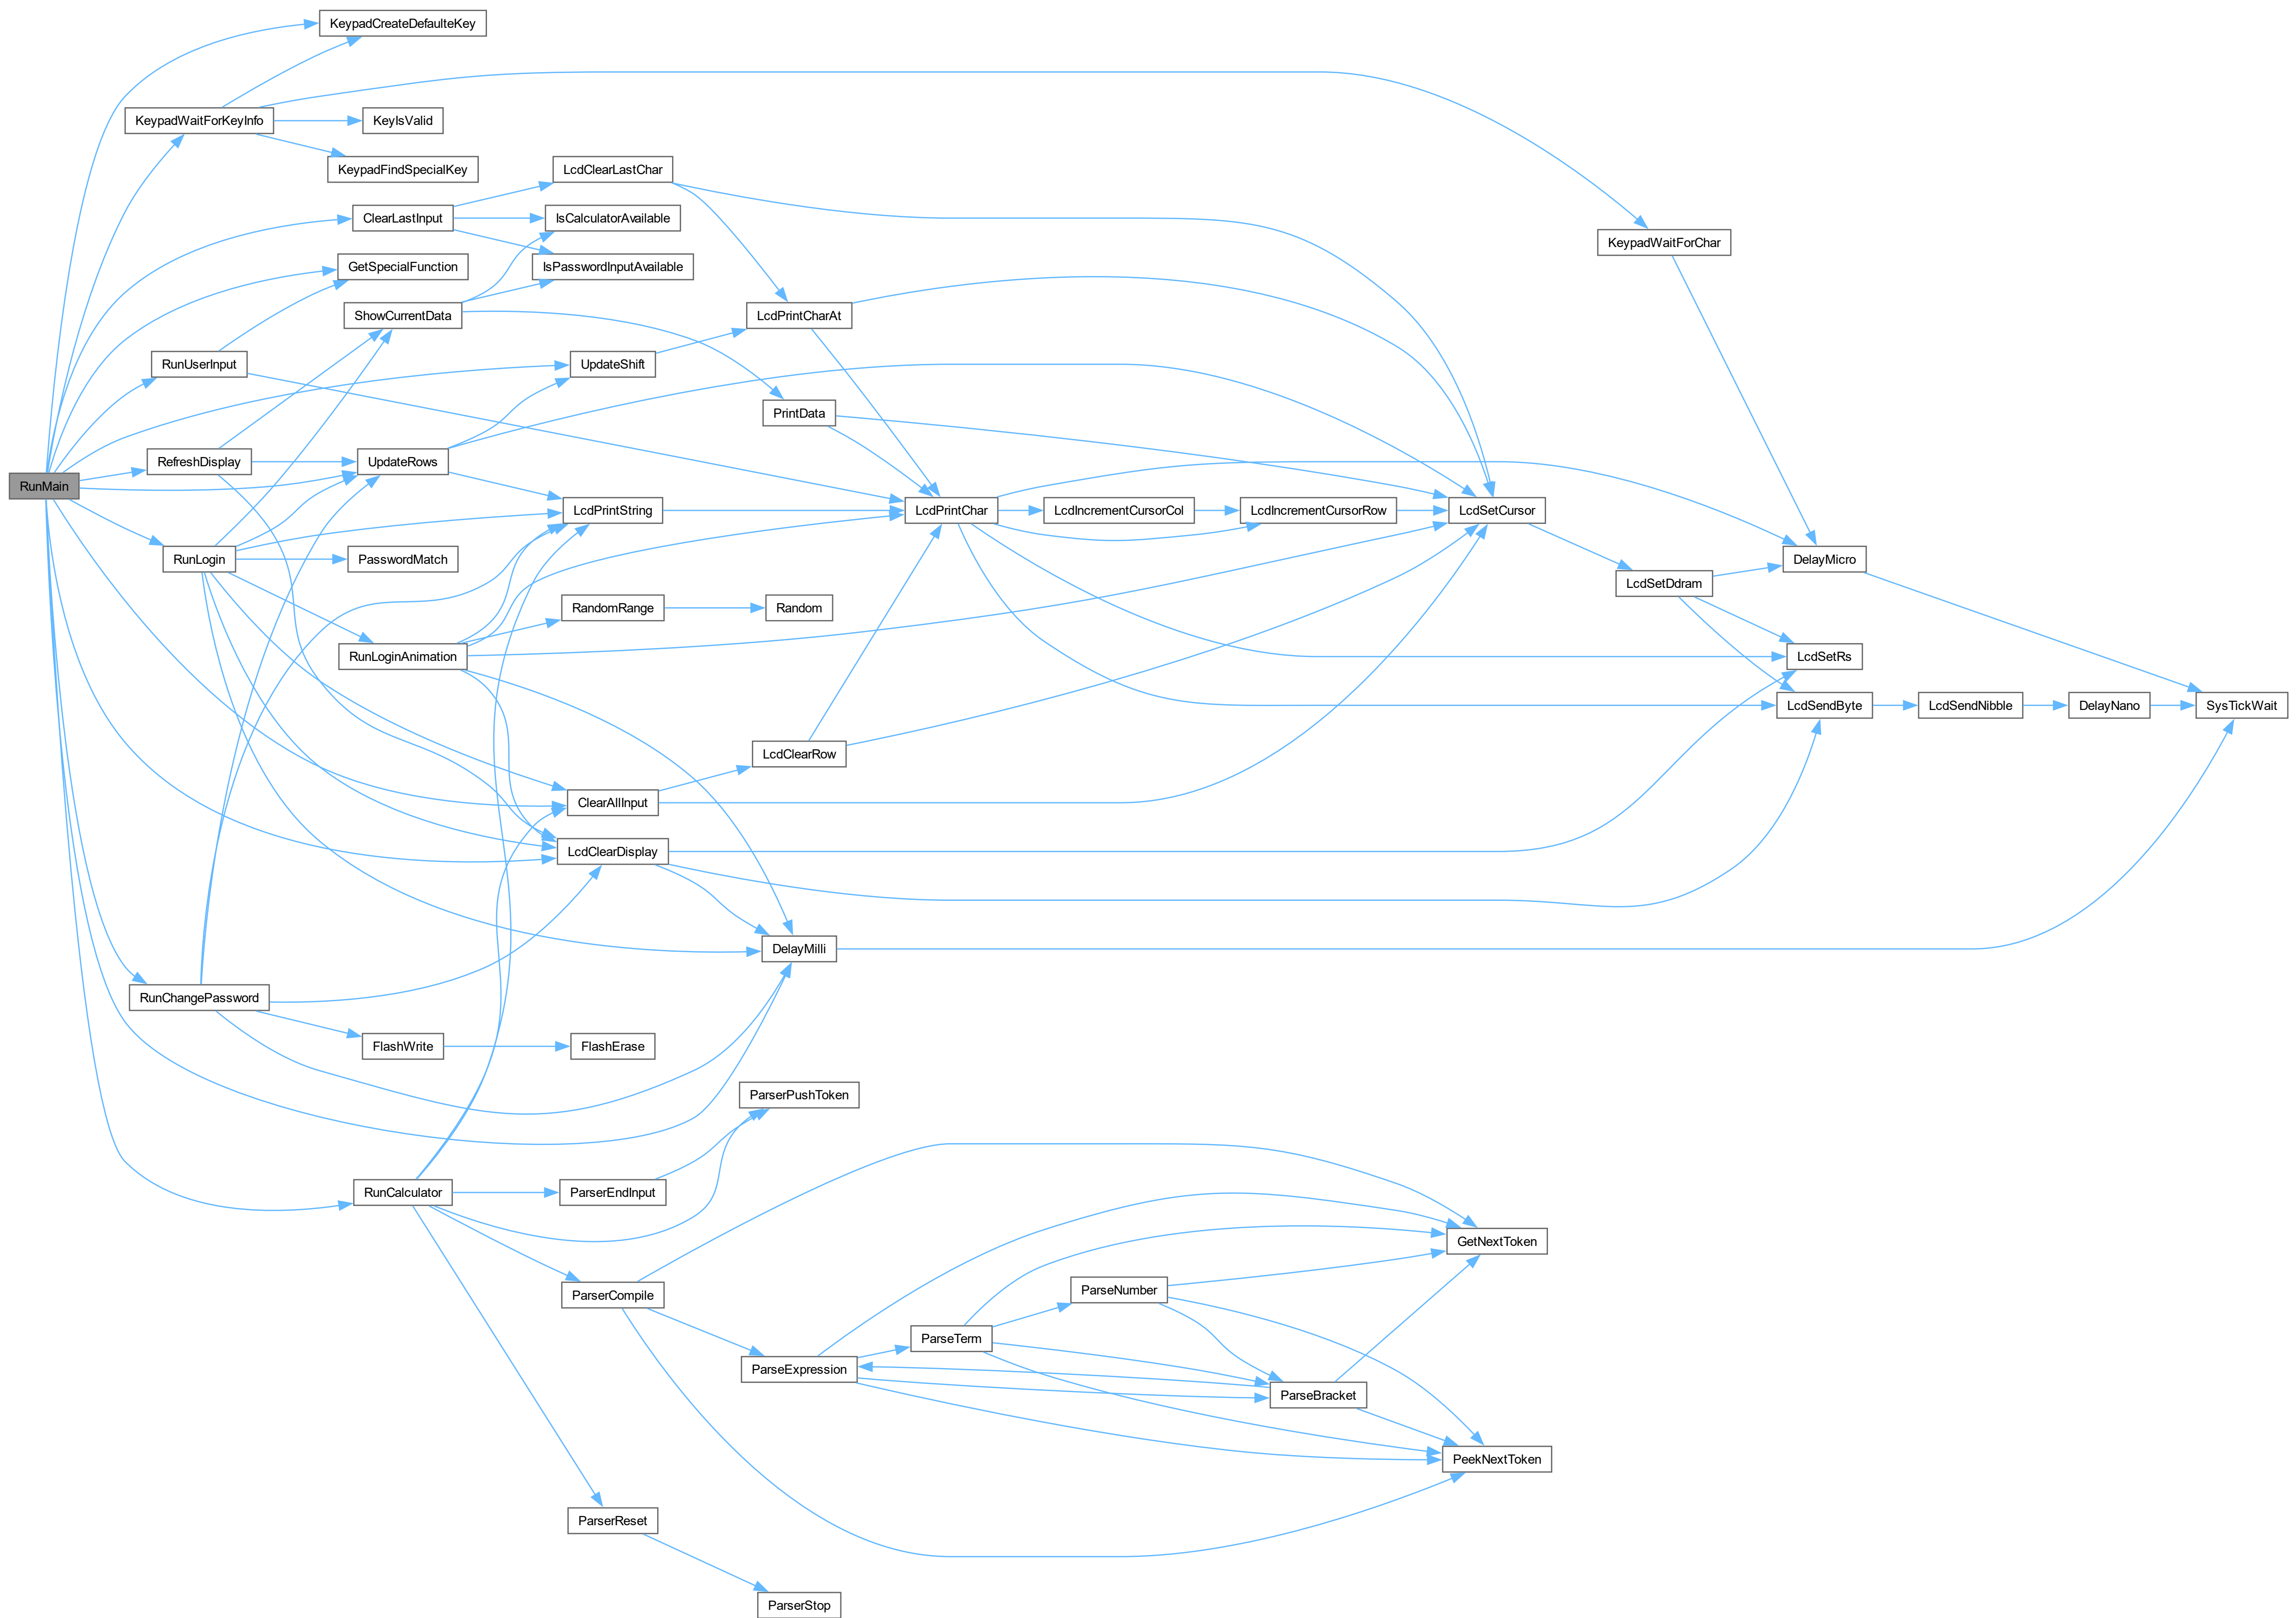 KeypadCreateDefaulteKey
KeypadWaitForKeyInfo
KeyIsValid
KeypadFindSpecialKey
LcdClearLastChar
ClearLastInput
IsCalculatorAvailable
KeypadWaitForChar
GetSpecialFunction
IsPasswordInputAvailable
ShowCurrentData
LcdPrintCharAt
RunUserInput
UpdateShift
PrintData
RefreshDisplay
UpdateRows
RunMain
LcdPrintString
LcdPrintChar
LcdIncrementCursorCol
LcdIncrementCursorRow
LcdSetCursor
RunLogin
PasswordMatch
DelayMicro
LcdSetDdram
RandomRange
Random
RunLoginAnimation
LcdSetRs
LcdSendByte
LcdSendNibble
DelayNano
SysTickWait
LcdClearRow
ClearAllInput
LcdClearDisplay
DelayMilli
RunChangePassword
FlashWrite
FlashErase
ParserPushToken
RunCalculator
ParserEndInput
GetNextToken
ParserCompile
ParseNumber
ParseTerm
ParseExpression
ParseBracket
PeekNextToken
ParserReset
ParserStop